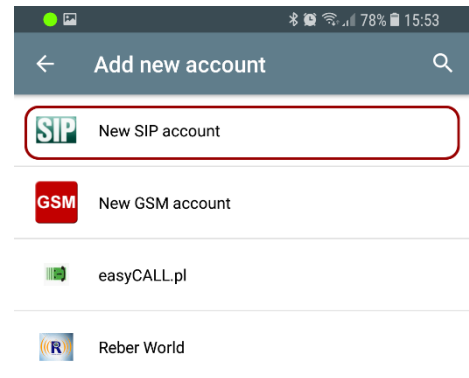 78% 15:53
Add new account
SIP New SIP account
GSM New GSM account
easyCALL.pl
R Reber World